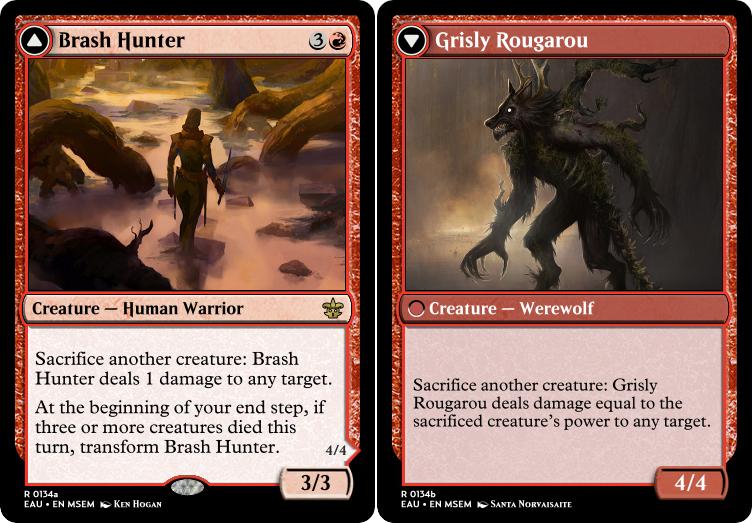 Brash Hunter 3
Creature — Human Warrior
Sacrifice another creature: Brash
Hunter deals 1 damage to any target.
At the beginning of your end step, if
three or more creatures died this
turn, transform Brash Hunter.
4/4
3/3
R 0134a
EAU • EN MSEM Ken Hogan
Grisly Rougarou
Creature — Werewolf
Sacrifice another creature: Grisly
Rougarou deals damage equal to the
sacrificed creature's power to any target.
4/4
R 0134b
EAU • EN MSEM Santa Norvaisaite